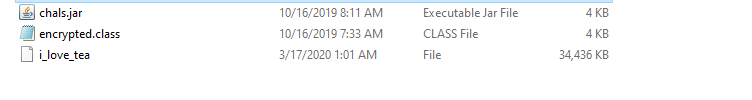 chals.jar 10/16/2019 8:11 AM Executable Jar File 4 KB
encrypted.class 10/16/2019 7:33 AM CLASS File 4 KB
i_love_tea 3/17/2020 1:01 AM File 34,436 KB